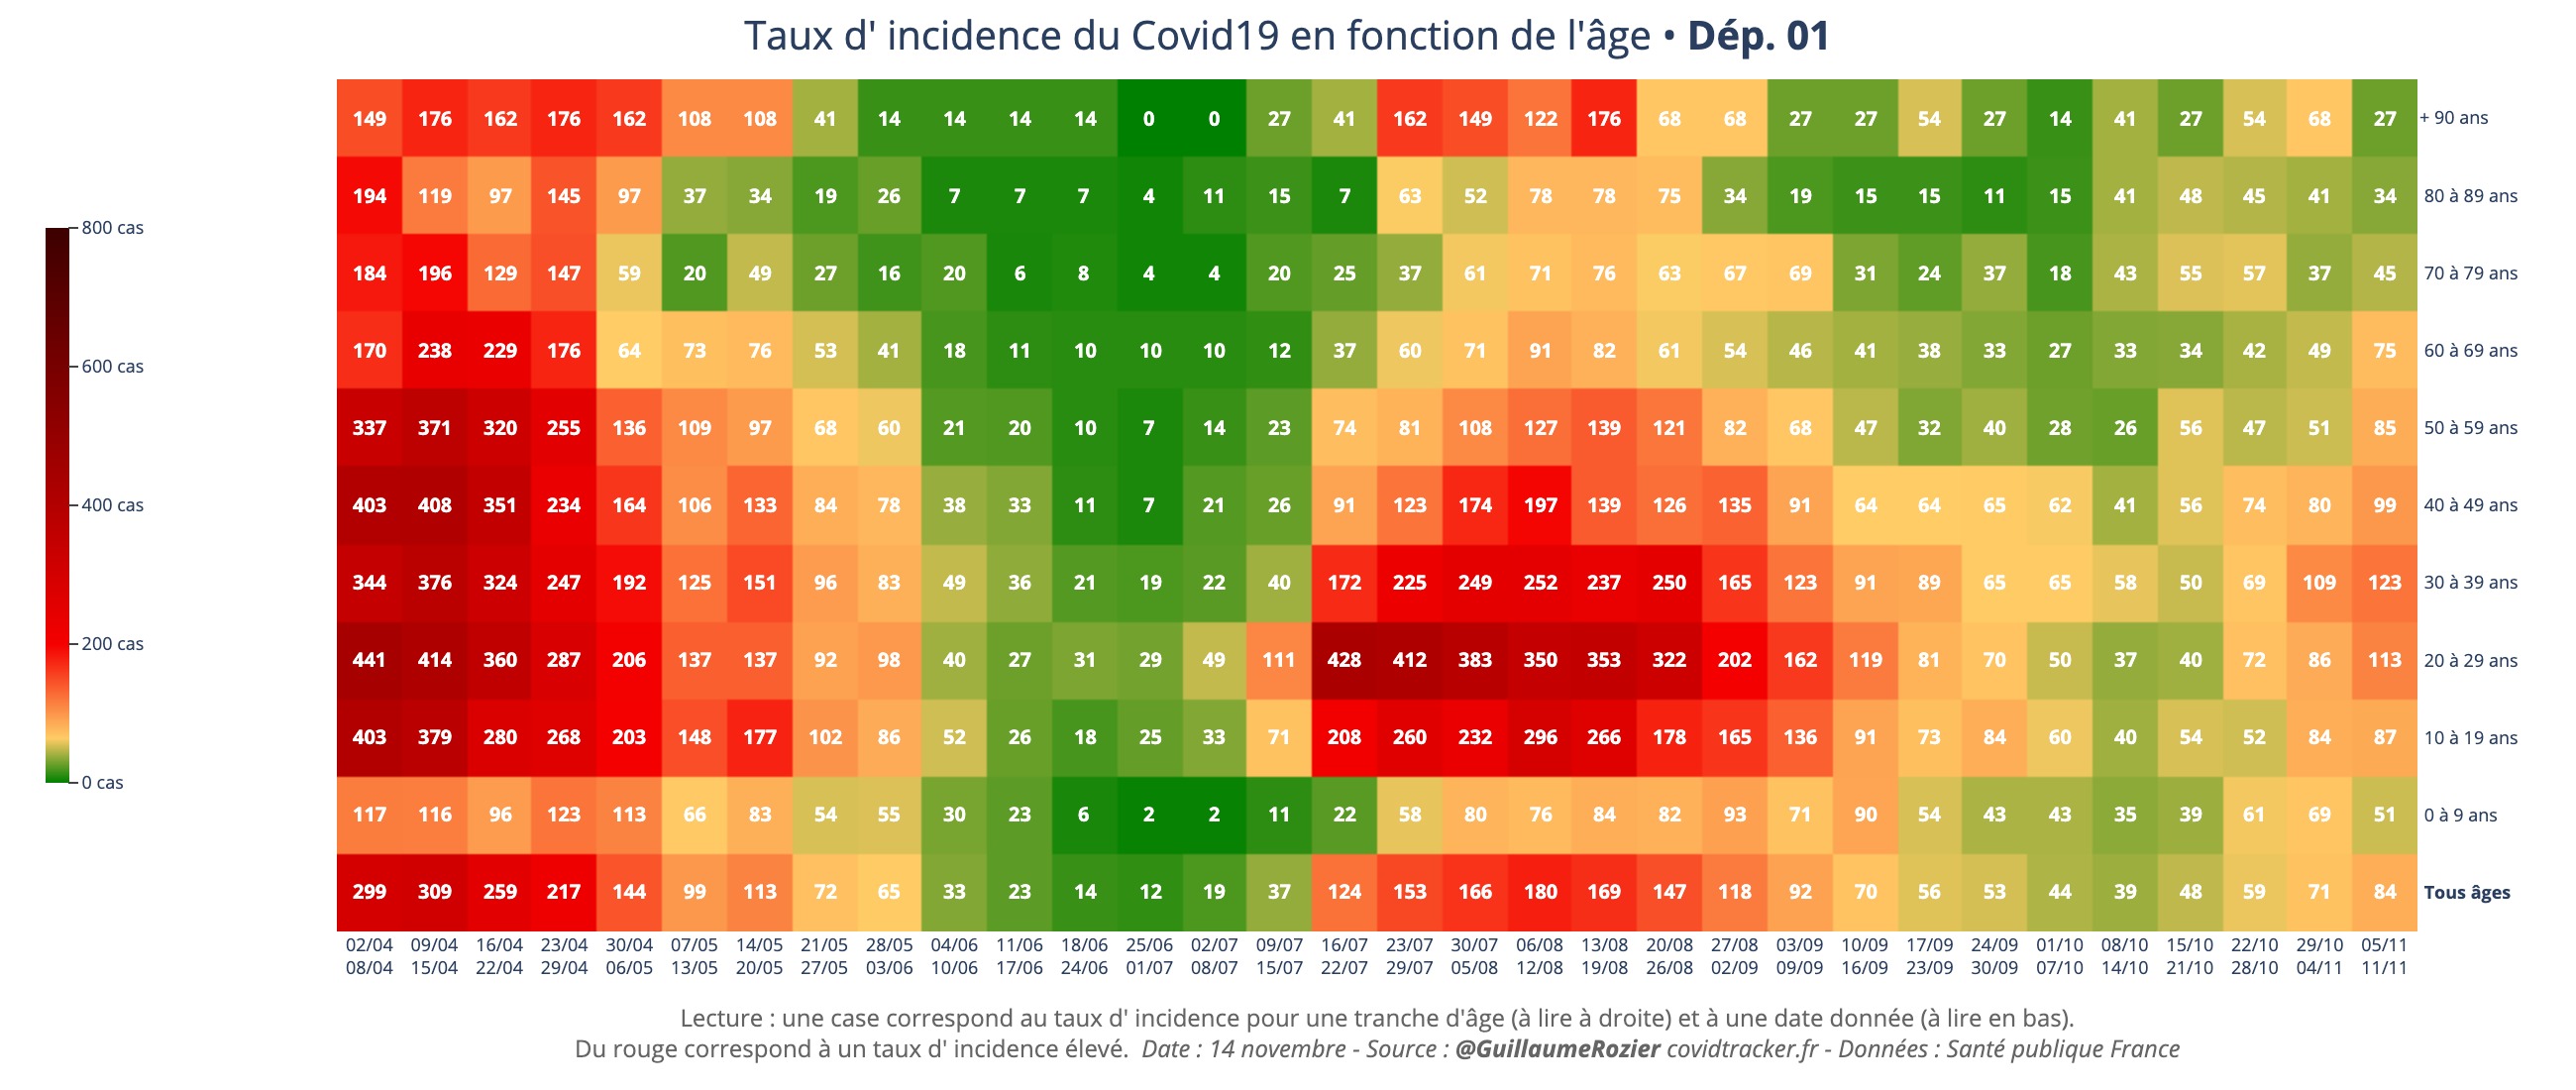 Taux d' incidence du Covid19 en fonction de l'âge • Dép. 01
800 cas
600 cas
400 cas
200 cas
0 cas
149 176 162 176 162 108 108 41 14 14 14 14 0 0 27 41 162 149 122 176 68 68 27 27 54 27 14 41 27 54 68 27 + 90 ans
194 119 97 145 97 37 34 19 26 7 7 7 4 11 15 7 63 52 78 78 75 34 19 15 15 11 15 41 48 45 41 34 80 à 89 ans
184 196 129 147 59 20 49 27 16 20 6 8 4 4 20 25 37 61 71 76 63 67 69 31 24 37 18 43 55 57 37 45 70 à 79 ans
170 238 229 176 64 73 76 53 41 18 11 10 10 10 12 37 60 71 91 82 61 54 46 41 38 33 27 33 34 42 49 75 60 à 69 ans
337 371 320 255 136 109 97 68 60 21 20 10 7 14 23 74 81 108 127 139 121 82 68 47 32 40 28 26 56 47 51 85 50 à 59 ans
403 408 351 234 164 106 133 84 78 38 33 11 7 21 26 91 123 174 197 139 126 135 91 64 64 65 62 41 56 74 80 99 40 à 49 ans
344 376 324 247 192 125 151 96 83 49 36 21 19 22 40 172 225 249 252 237 250 165 123 91 89 65 65 58 50 69 109 123 30 à 39 ans
441 414 360 287 206 137 137 92 98 40 27 31 29 49 111 428 412 383 350 353 322 202 162 119 81 70 50 37 40 72 86 113 20 à 29 ans
403 379 280 268 203 148 177 102 86 52 26 18 25 33 71 208 260 232 296 266 178 165 136 91 73 84 60 40 54 52 84 87 10 à 19 ans
117 116 96 123 113 66 83 54 55 30 23 6 2 2 11 22 58 80 76 84 82 93 71 90 54 43 43 35 39 61 69 51 0 à 9 ans
299 309 259 217 144 99 113 72 65 33 23 14 12 19 37 124 153 166 180 169 147 118 92 70 56 53 44 39 48 59 71 84 Tous âges
02/04 09/04 16/04 23/04 30/04 07/05 14/05 21/05 28/05 04/06 11/06 18/06 25/06 02/07 09/07 16/07 23/07 30/07 06/08 13/08 20/08 27/08 03/09 10/09 17/09 24/09 01/10 08/10 15/10 22/10 29/10 05/11
08/04 15/04 22/04 29/04 06/05 13/05 20/05 27/05 03/06 10/06 17/06 24/06 01/07 08/07 15/07 22/07 29/07 05/08 12/08 19/08 26/08 02/09 09/09 16/09 23/09 30/09 07/10 14/10 21/10 28/10 04/11 11/11
Lecture : une case correspond au taux d' incidence pour une tranche d'âge (à lire à droite) et à une date donnée (à lire en bas).
Du rouge correspond à un taux d' incidence élevé. Date : 14 novembre - Source : @GuillaumeRozier covidtracker.fr - Données : Santé publique France